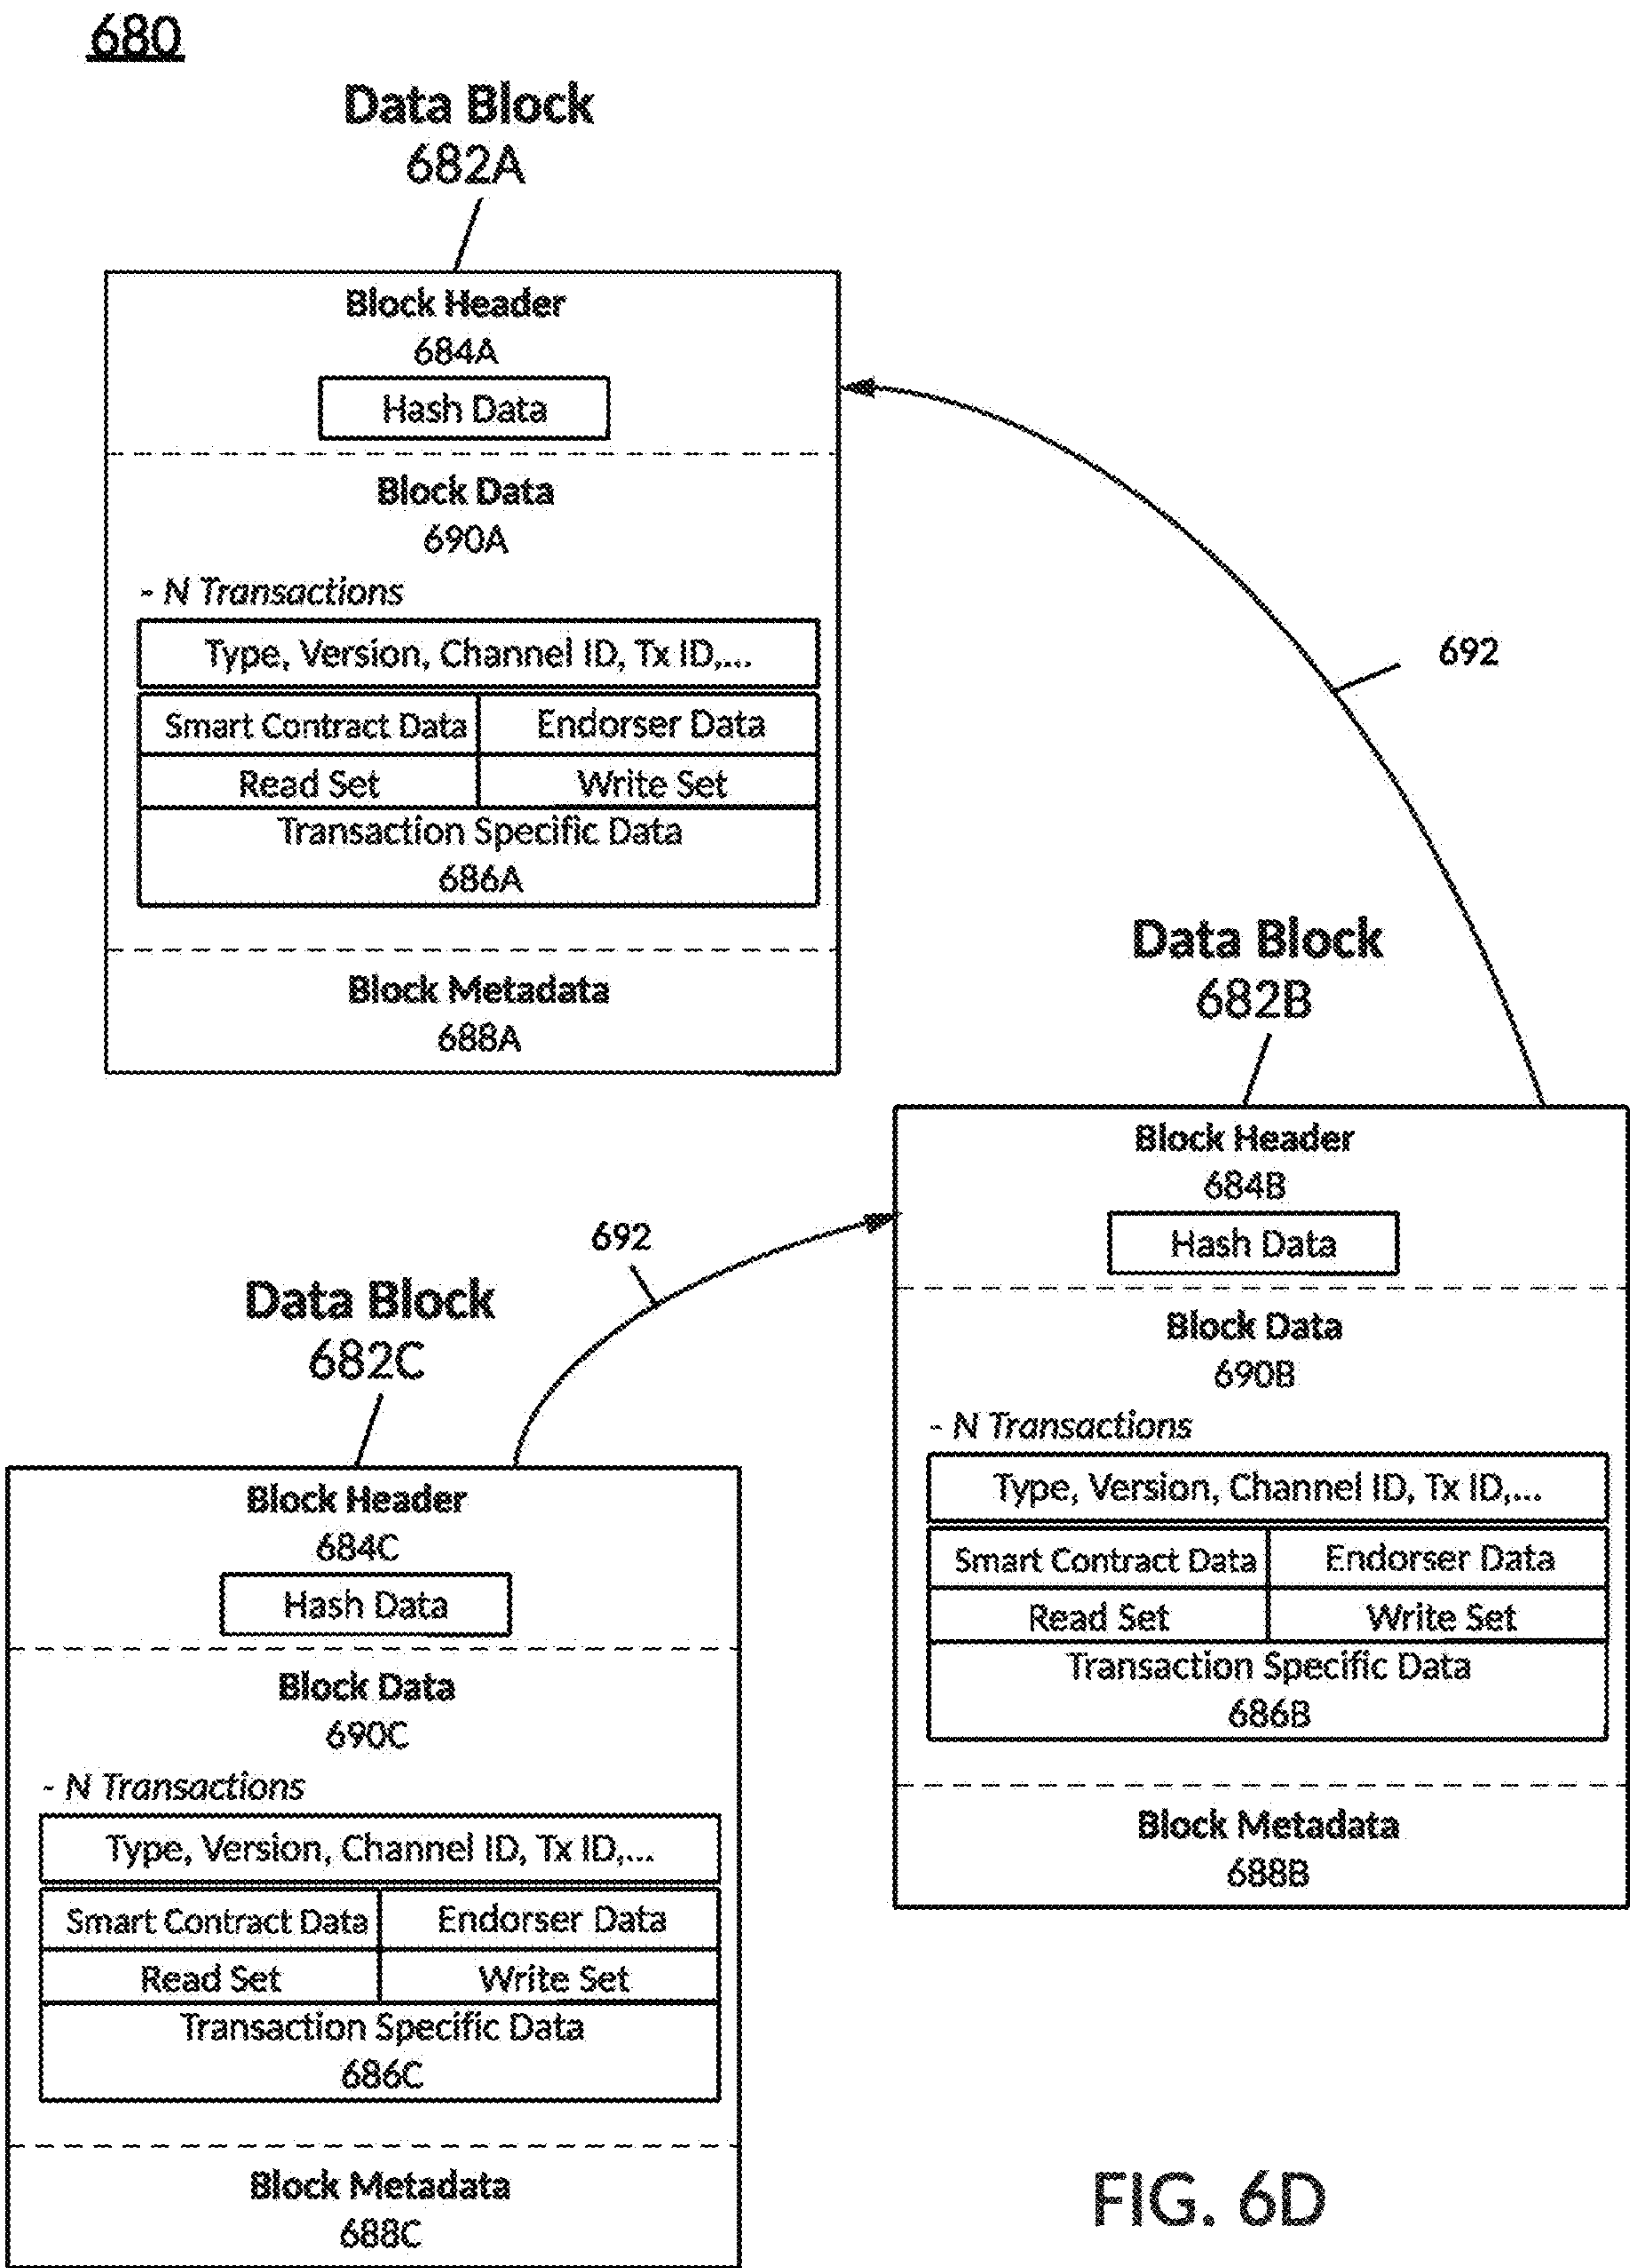 680
Data Block
682A
Block Header
684A
Hash Data
Block Data
690A
- N Transactions
Type, Version, Channel ID, Tx ID,...
Smart Contract Data
Endorser Data
Read Set
Write Set
Transaction Specific Data
686A
Block Metadata
688A
692
Data Block
682B
Block Header
684B
Hash Data
Block Data
690B
- N Transactions
Type, Version, Channel ID, Tx ID,...
Smart Contract Data
Endorser Data
Read Set
Write Set
Transaction Specific Data
686B
Block Metadata
688B
692
Data Block
682C
Block Header
684C
Hash Data
Block Data
690C
- N Transactions
Type, Version, Channel ID, Tx ID,...
Smart Contract Data
Endorser Data
Read Set
Write Set
Transaction Specific Data
686C
Block Metadata
688C
FIG. 6D